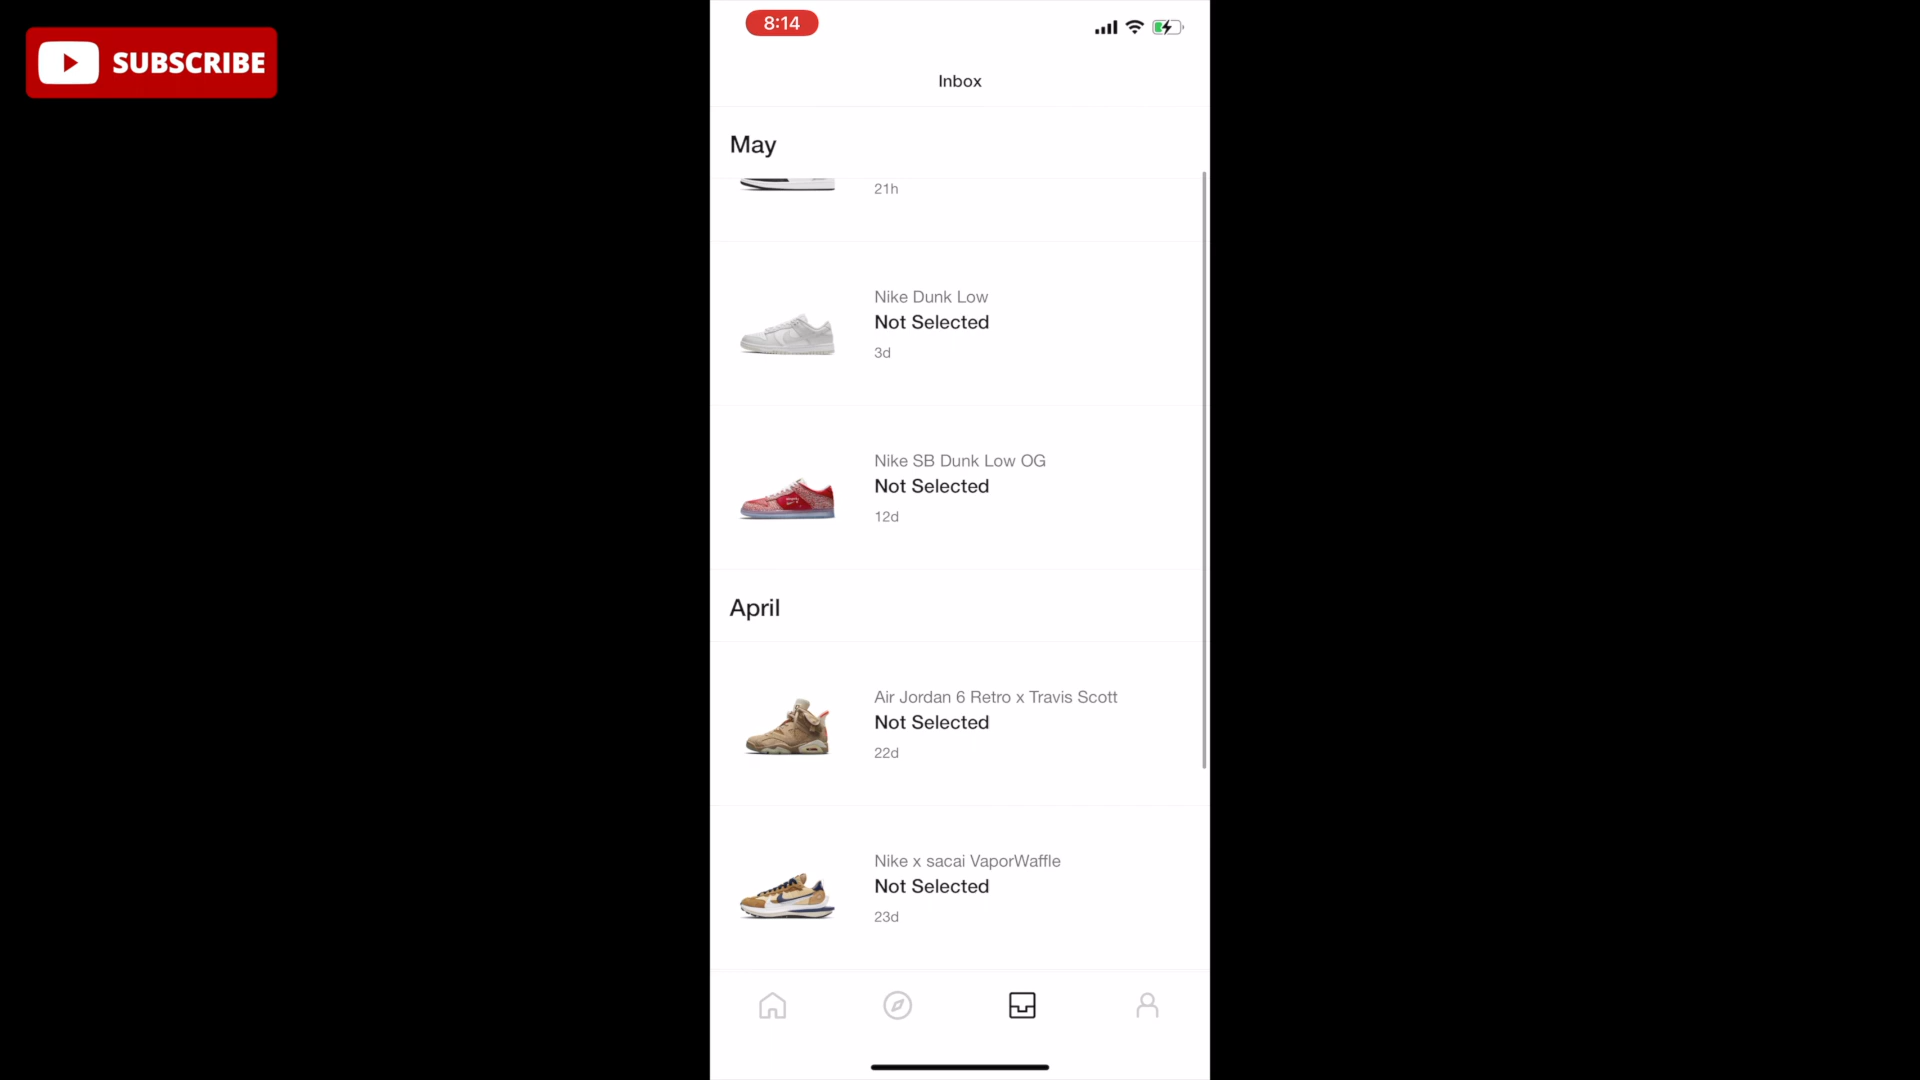 SUBSCRIBE
8:14
Inbox
May
21h
Nike Dunk Low
Not Selected
3d
Nike SB Dunk Low OG
Not Selected
12d
April
Air Jordan 6 Retro x Travis Scott
Not Selected
22d
Nike x sacai VaporWaffle
Not Selected
23d